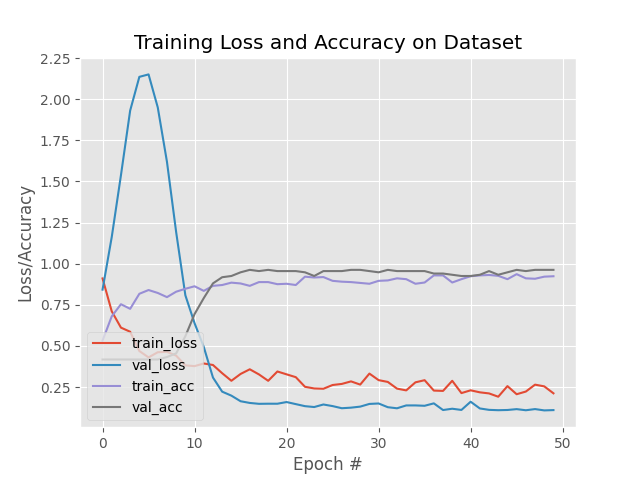 Training Loss and Accuracy on Dataset
2.25
2.00
1.75
1.50
1.25
1.00
0.75
0.50
0.25
Loss/Accuracy
train_loss
val_loss
train_acc
val_acc
0 10 20 30 40 50
Epoch #